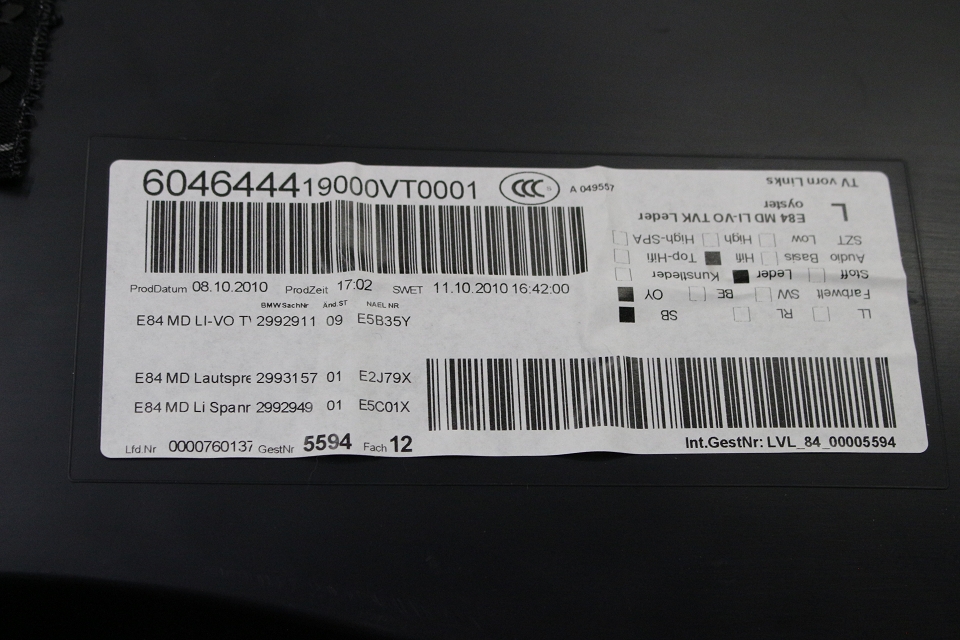 604644419000VT0001 CCC S A 049557
ProdDatum 08.10.2010 ProdZeit 17:02 SWET 11.10.2010 16:42:00
BMWSachNr Änd.ST NAEL NR
E84 MD LI-VO TV 2992911 09 E5B35Y
E84 MD Lautspre 2993157 01 E2J79X
E84 MD Li Spanr 2992949 01 E5C01X
Lfd.Nr 0000760137 GestNr 5594 Fach 12
Int.GestNr: LVL_84_00005594
LL RL SB
Farbwelt SW BE OY
Stoff Leder Kunstleder
Audio Basis Hifi Top-Hifi
SZT Low High High-SPA
E84 MD LI-VO TVK Leder
L oyster
TV vorn Links